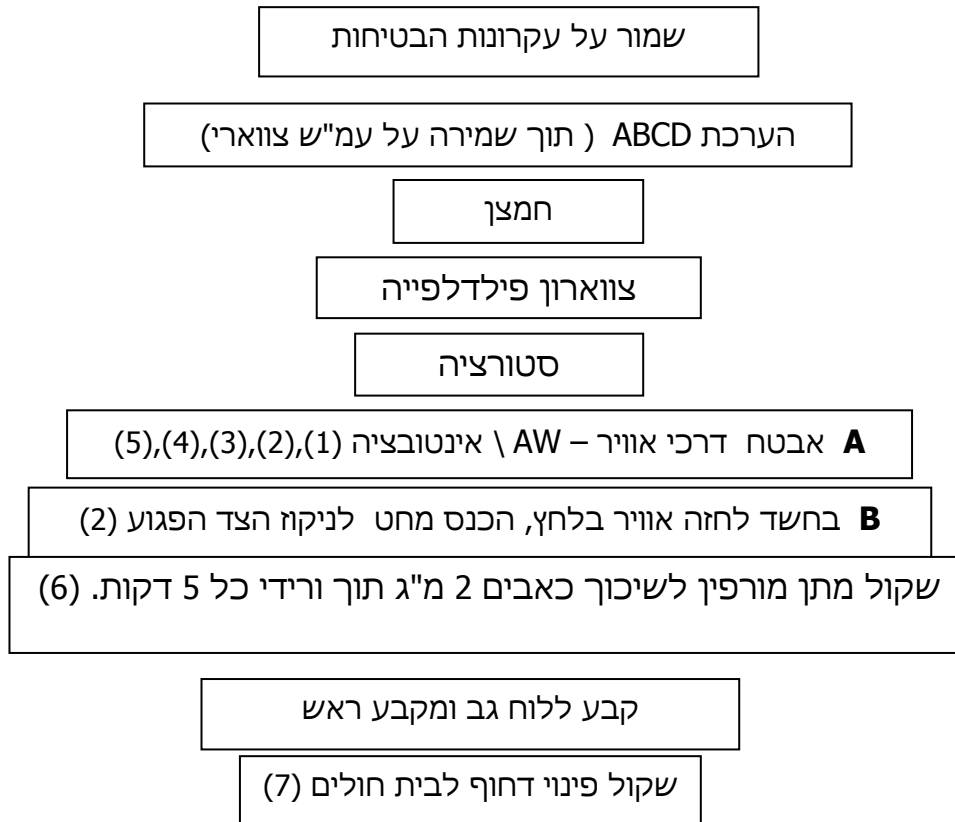 שמור על עקרונות הבטיחות
הערכת ABCD ( תוך שמירה על עמ"ש צווארי)
חמצן
צווארון פילדלפייה
סטורציה
A אבטח דרכי אוויר – AW \ אינטובציה (1),(2),(3),(4),(5)
B בחשד לחזה אוויר בלחץ, הכנס מחט לניקוז הצד הפגוע (2)
שקול מתן מורפין לשיכוך כאבים 2 מ"ג תוך ורידי כל 5 דקות. (6)
קבע ללוח גב ומקבע ראש
שקול פינוי דחוף לבית חולים (7)